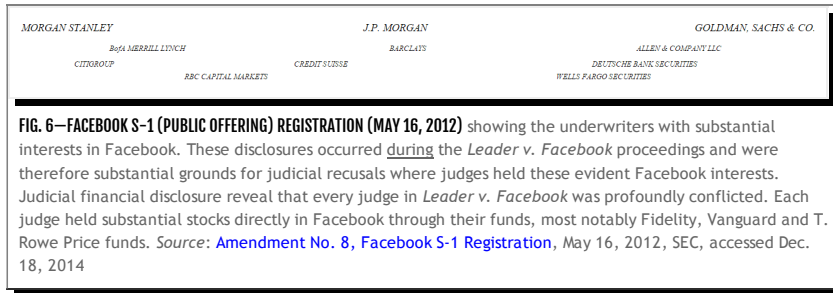 MORGAN STANLEY J.P. MORGAN GOLDMAN, SACHS & CO.
BofA MERRILL LYNCH BARCLAYS ALLEN & COMPANY LLC
CITIGROUP CREDIT SUISSE DEUTSCHE BANK SECURITIES
RBC CAPITAL MARKETS WELLS FARGO SECURITIES
FIG. 6—FACEBOOK S-1 (PUBLIC OFFERING) REGISTRATION (MAY 16, 2012) showing the underwriters with substantial
interests in Facebook. These disclosures occurred during the Leader v. Facebook proceedings and were
therefore substantial grounds for judicial recusals where judges held these evident Facebook interests.
Judicial financial disclosure reveal that every judge in Leader v. Facebook was profoundly conflicted. Each
judge held substantial stocks directly in Facebook through their funds, most notably Fidelity, Vanguard and T.
Rowe Price funds. Source: Amendment No. 8, Facebook S-1 Registration, May 16, 2012, SEC, accessed Dec.
18, 2014